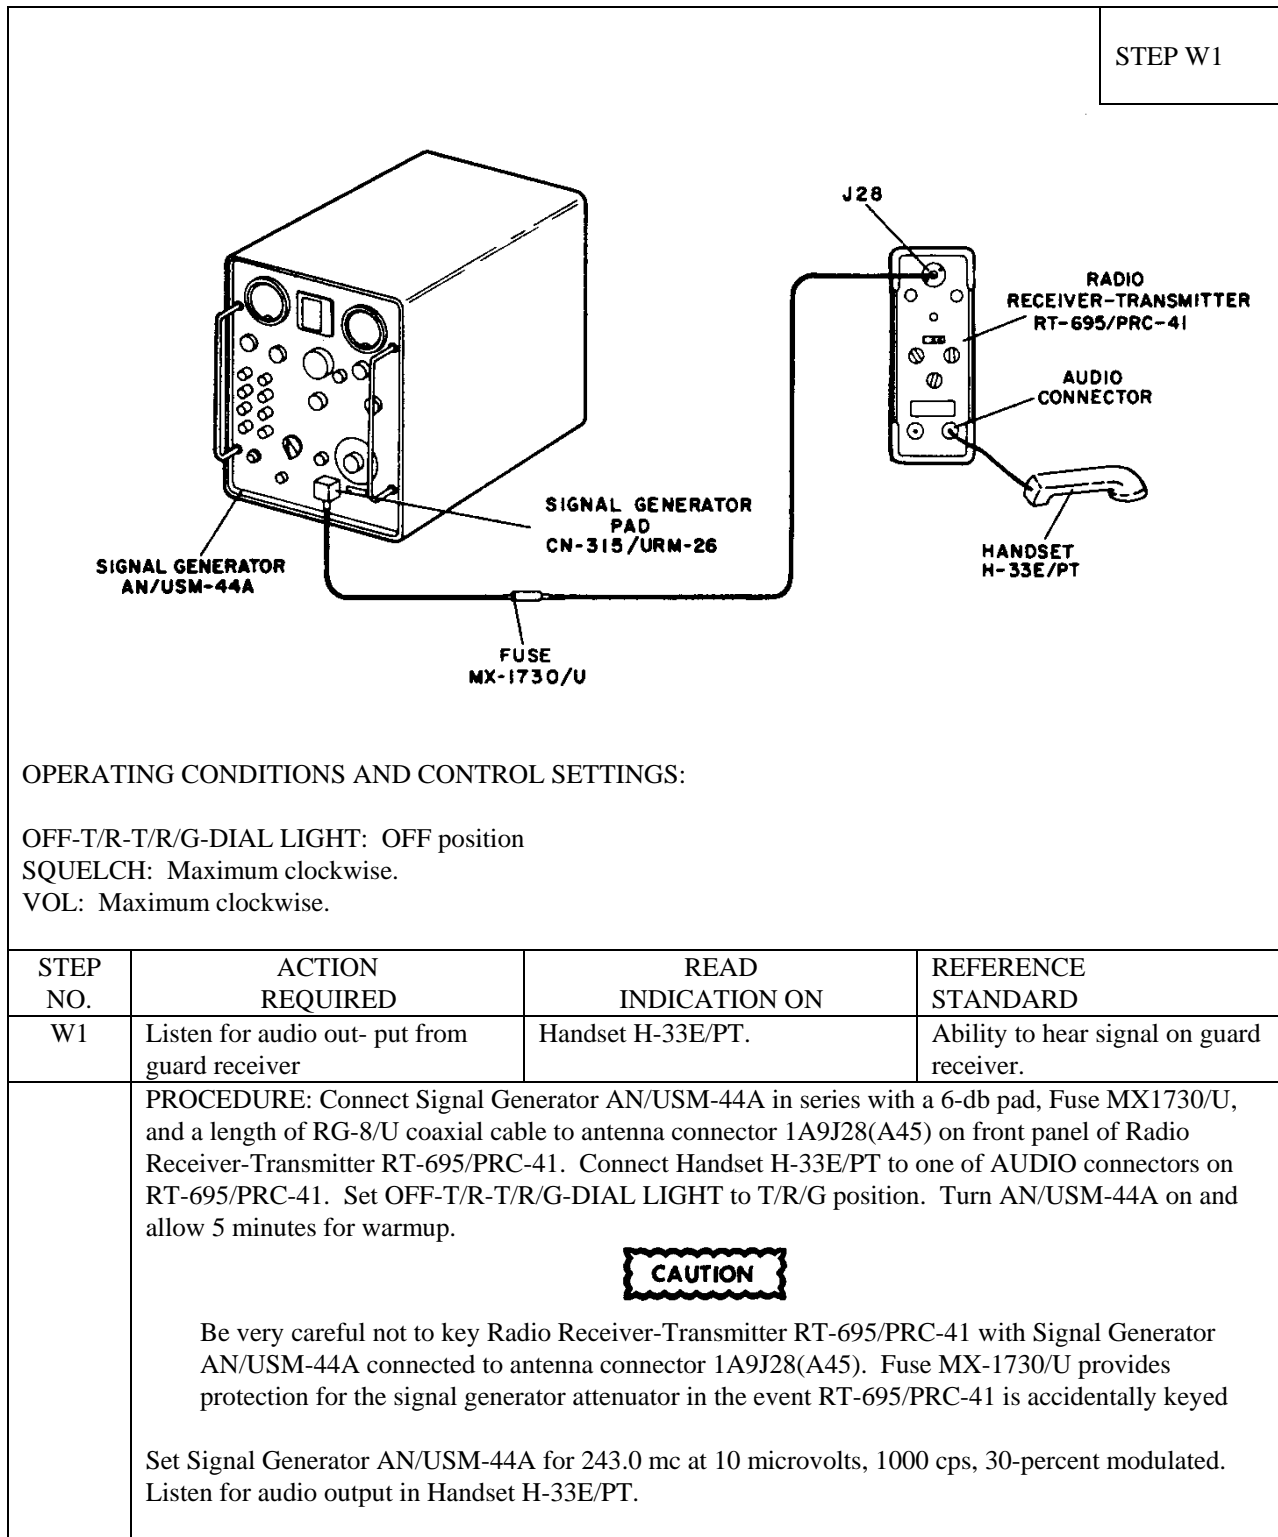 STEP W1
J28
RADIO
RECEIVER-TRANSMITTER
RT-695/PRC-41
AUDIO
CONNECTOR
SIGNAL GENERATOR
PAD
CN-315/URM-26
SIGNAL GENERATOR
AN/USM-44A
HANDSET
H-33E/PT
FUSE
MX-1730/U
OPERATING CONDITIONS AND CONTROL SETTINGS:
OFF-T/R-T/R/G-DIAL LIGHT:  OFF position
SQUELCH:  Maximum clockwise.
VOL:  Maximum clockwise.
STEP NO.
ACTION REQUIRED
READ INDICATION ON
REFERENCE STANDARD
W1
Listen for audio out- put from
guard receiver
Handset H-33E/PT.
Ability to hear signal on guard
receiver.
PROCEDURE: Connect Signal Generator AN/USM-44A in series with a 6-db pad, Fuse MX1730/U,
and a length of RG-8/U coaxial cable to antenna connector 1A9J28(A45) on front panel of Radio
Receiver-Transmitter RT-695/PRC-41.  Connect Handset H-33E/PT to one of AUDIO connectors on
RT-695/PRC-41.  Set OFF-T/R-T/R/G-DIAL LIGHT to T/R/G position.  Turn AN/USM-44A on and
allow 5 minutes for warmup.
CAUTION
Be very careful not to key Radio Receiver-Transmitter RT-695/PRC-41 with Signal Generator
AN/USM-44A connected to antenna connector 1A9J28(A45).  Fuse MX-1730/U provides
protection for the signal generator attenuator in the event RT-695/PRC-41 is accidentally keyed
Set Signal Generator AN/USM-44A for 243.0 mc at 10 microvolts, 1000 cps, 30-percent modulated.
Listen for audio output in Handset H-33E/PT.